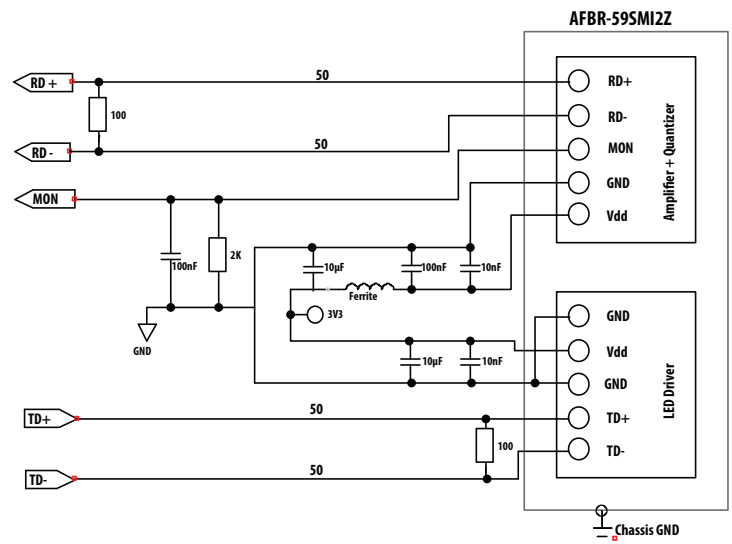 AFBR-59SMI2Z
RD +
50
RD+
100
RD-
RD -
50
MON
GND
Vdd
Amplifier + Quantizer
MON
100nF
2K
10µF
100nF
10nF
Ferrite
3V3
GND
GND
Vdd
GND
TD+
TD-
LED Driver
10µF
10nF
TD+
50
100
TD-
50
Chassis GND